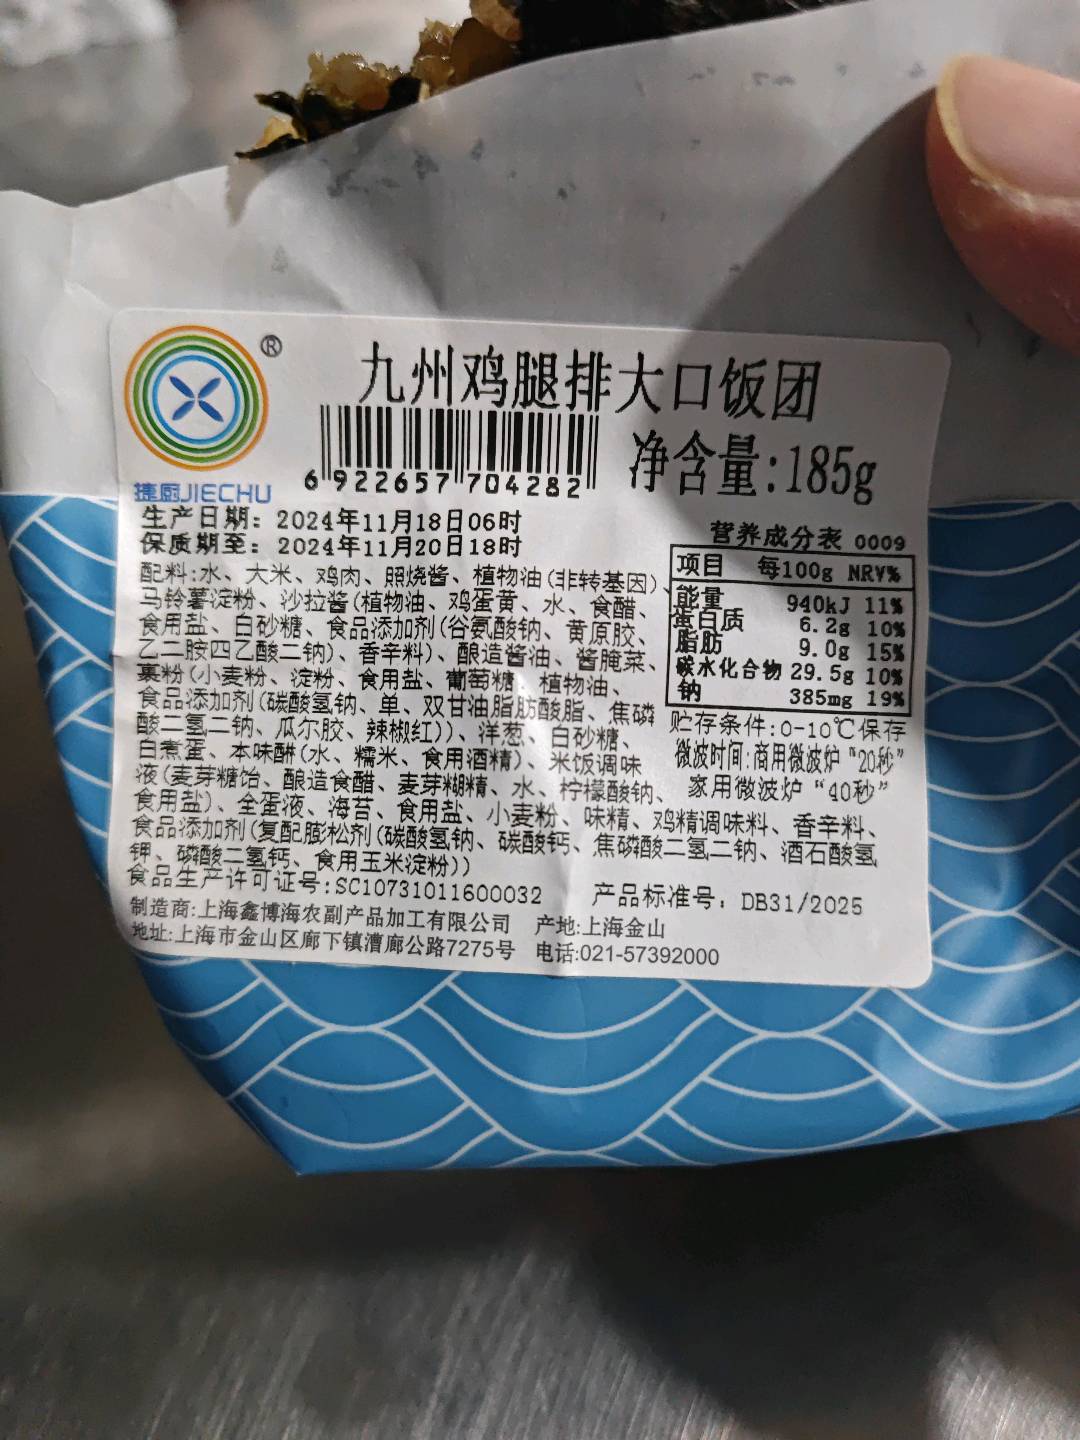 ®
九州鸡腿排大口饭团
6 922657 704282
净含量:185g
捷厨JIECHU
生产日期: 2024年11月18日06时
保质期至: 2024年11月20日18时
配料:水、大米、鸡肉、照烧酱、植物油(非转基因)、
马铃薯淀粉、沙拉酱(植物油、鸡蛋黄、水、食醋、
食用盐、白砂糖、食品添加剂(谷氨酸钠、黄原胶、
乙二胺四乙酸二钠)、香辛料)、酿造酱油、酱腌菜、
裹粉(小麦粉、淀粉、食用盐、葡萄糖、植物油、
食品添加剂(碳酸氢钠、单、双甘油脂肪酸脂、焦磷
酸二氢二钠、瓜尔胶、辣椒红))、洋葱、白砂糖、
白煮蛋、本味酥(水、糯米、食用酒精)、米饭调味
液(麦芽糖饴、酿造食醋、麦芽糊精、水、柠檬酸钠、
食用盐)、全蛋液、海苔、食用盐、小麦粉、味精、鸡精调味料、香辛料、
食品添加剂(复配膨松剂(碳酸氢钠、碳酸钙、焦磷酸二氢二钠、酒石酸氢
钾、磷酸二氢钙、食用玉米淀粉))
营养成分表 0009
项目 每100g NRV%
能量 940kJ 11%
蛋白质 6.2g 10%
脂肪 9.0g 15%
碳水化合物 29.5g 10%
钠 385mg 19%
贮存条件:0-10℃保存
微波时间:商用微波炉“20秒”
家用微波炉“40秒”
食品生产许可证号:SC10731011600032 产品标准号: DB31/2025
制造商:上海鑫博海农副产品加工有限公司 产地:上海金山
地址:上海市金山区廊下镇漕廊公路7275号 电话:021-57392000